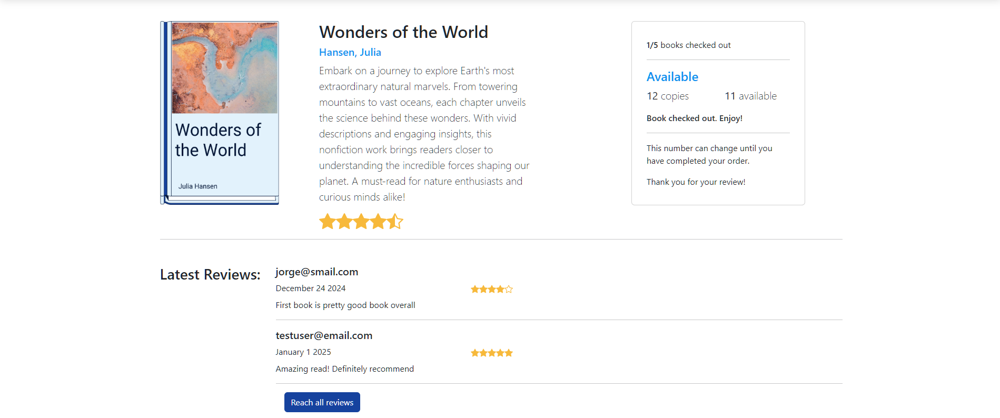 Wonders of
the World
Julia Hansen
Wonders of the World
Hansen, Julia
Embark on a journey to explore Earth's most
extraordinary natural marvels. From towering
mountains to vast oceans, each chapter unveils
the science behind these wonders. With vivid
descriptions and engaging insights, this
nonfiction work brings readers closer to
understanding the incredible forces shaping our
planet. A must-read for nature enthusiasts and
curious minds alike!
1/5 books checked out
Available
12 copies 11 available
Book checked out. Enjoy!
This number can change until you
have completed your order.
Thank you for your review!
Latest Reviews:
jorge@smail.com
December 24 2024
First book is pretty good book overall
testuser@email.com
January 1 2025
Amazing read! Definitely recommend
Reach all reviews